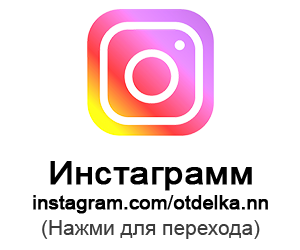 Инстаграмм
instagram.com/otdelka.nn
(Нажми для перехода)